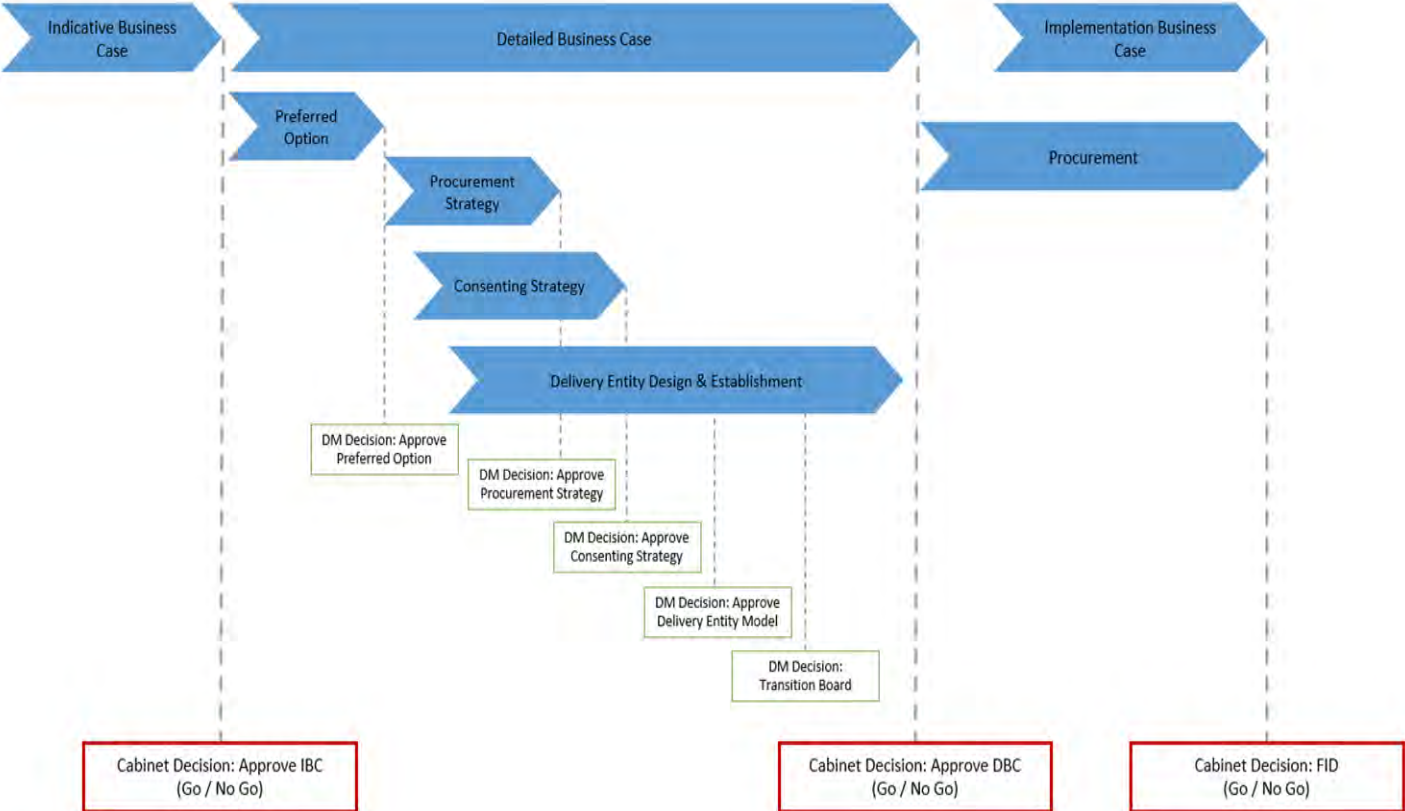 Indicative Business
Case
Detailed Business Case
Implementation Business
Case
Preferred
Option
Procurement
Procurement
Strategy
Consenting Strategy
Delivery Entity Design & Establishment
DM Decision: Approve
Preferred Option
DM Decision: Approve
Procurement Strategy
DM Decision: Approve
Consenting Strategy
DM Decision: Approve
Delivery Entity Model
DM Decision:
Transition Board
Cabinet Decision: Approve IBC
(Go / No Go)
Cabinet Decision: Approve DBC
(Go / No Go)
Cabinet Decision: FID
(Go / No Go)